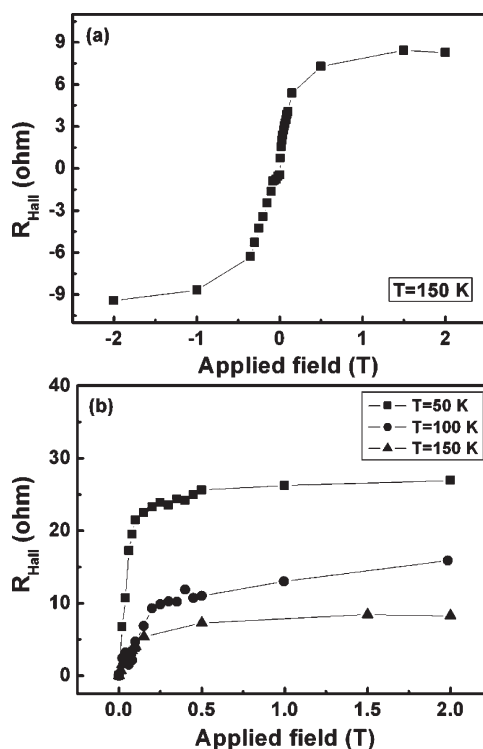 (a)
9
6
3
0
-3
-6
-9
R_Hall (ohm)
T=150 K
-2 -1 0 1 2
Applied field (T)
(b)
40
30
20
10
0
R_Hall (ohm)
T=50 K
T=100 K
T=150 K
0.0 0.5 1.0 1.5 2.0
Applied field (T)